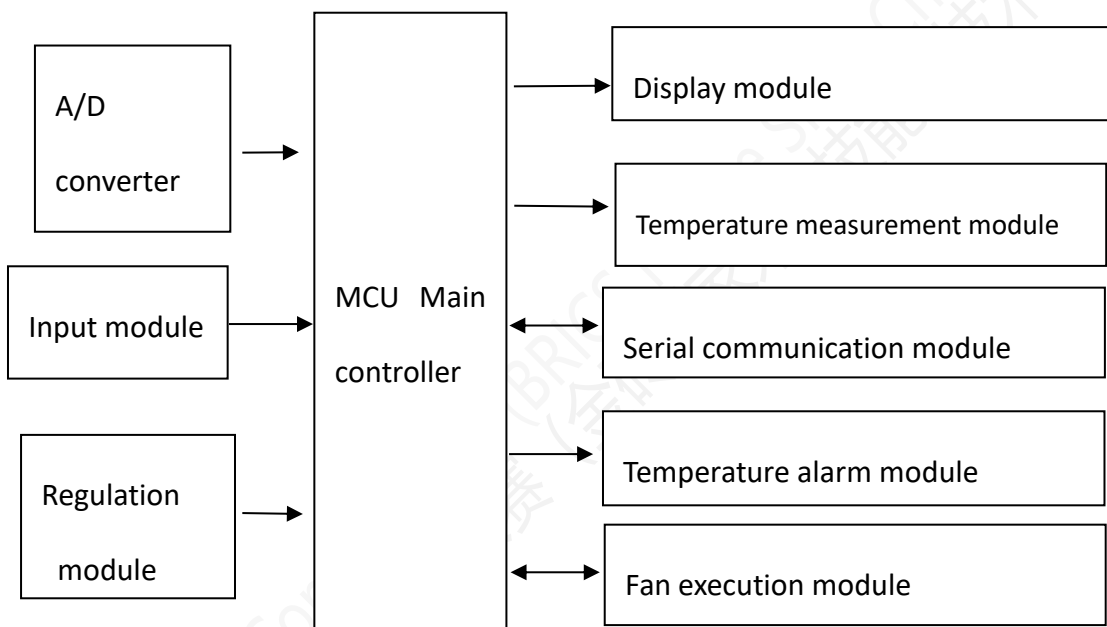 A/D
converter
Input module
Regulation
module
MCU Main
controller
Display module
Temperature measurement module
Serial communication module
Temperature alarm module
Fan execution module
(BRICS